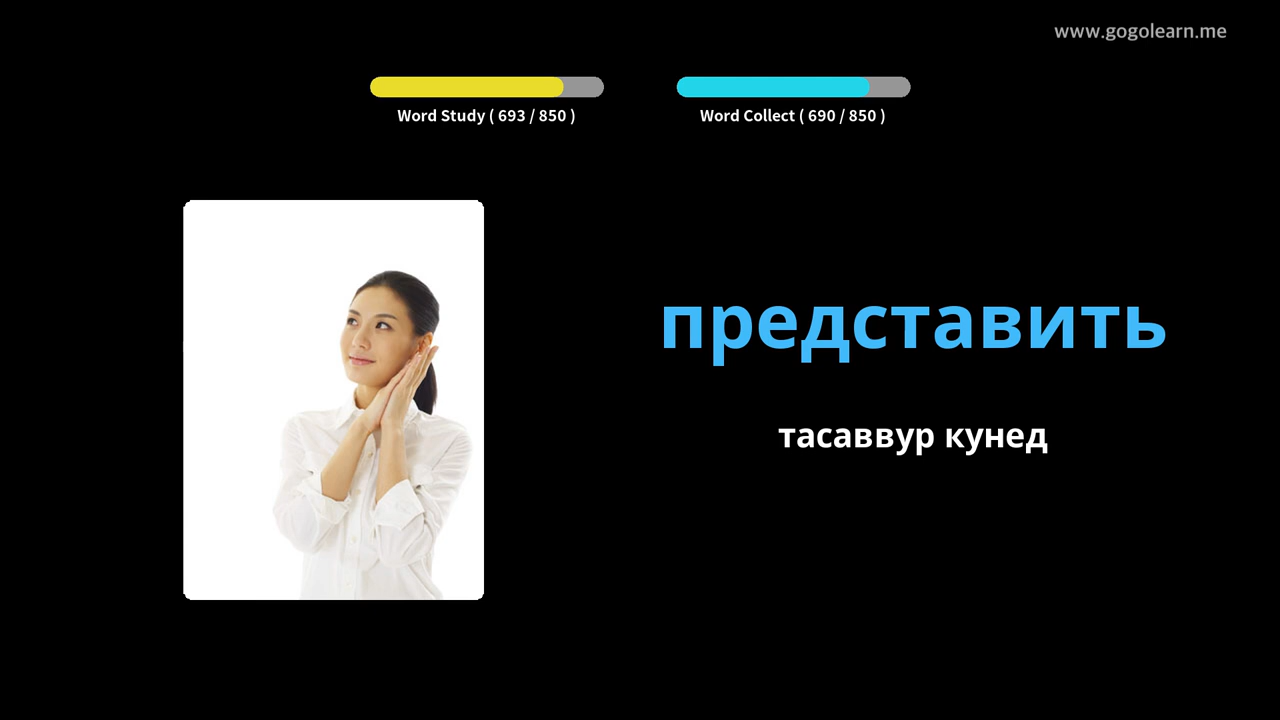 www.gogolearn.me
Word Study ( 693 / 850 )
Word Collect ( 690 / 850 )
представить
тасаввур кунед